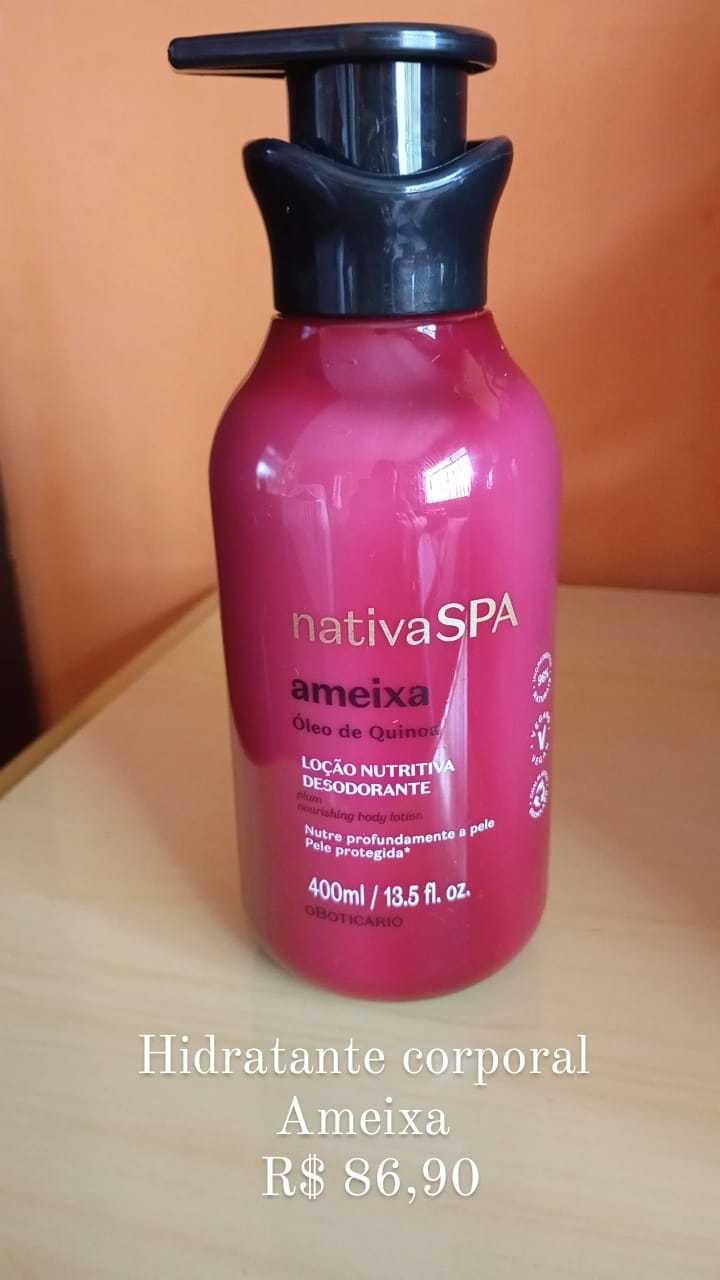 nativaSPA
ameixa
Óleo de Quinoa
LOÇÃO NUTRITIVA
DESODORANTE
plum
nourishing body lotion
Nutre profundamente a pele
Pele protegida*
400ml / 13.5 fl. oz.
oBOTICÁRIO
VEGAN
Hidratante corporal
Ameixa
R$ 86,90